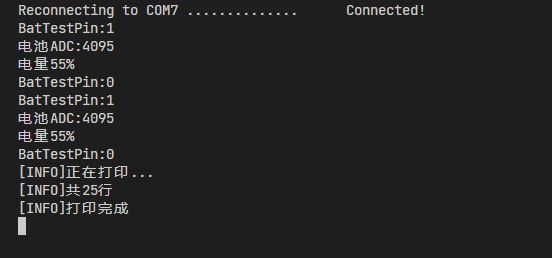 Reconnecting to COM7 ..............      Connected!
BatTestPin:1
电池ADC:4095
电量55%
BatTestPin:0
BatTestPin:1
电池ADC:4095
电量55%
BatTestPin:0
[INFO]正在打印...
[INFO]共25行
[INFO]打印完成